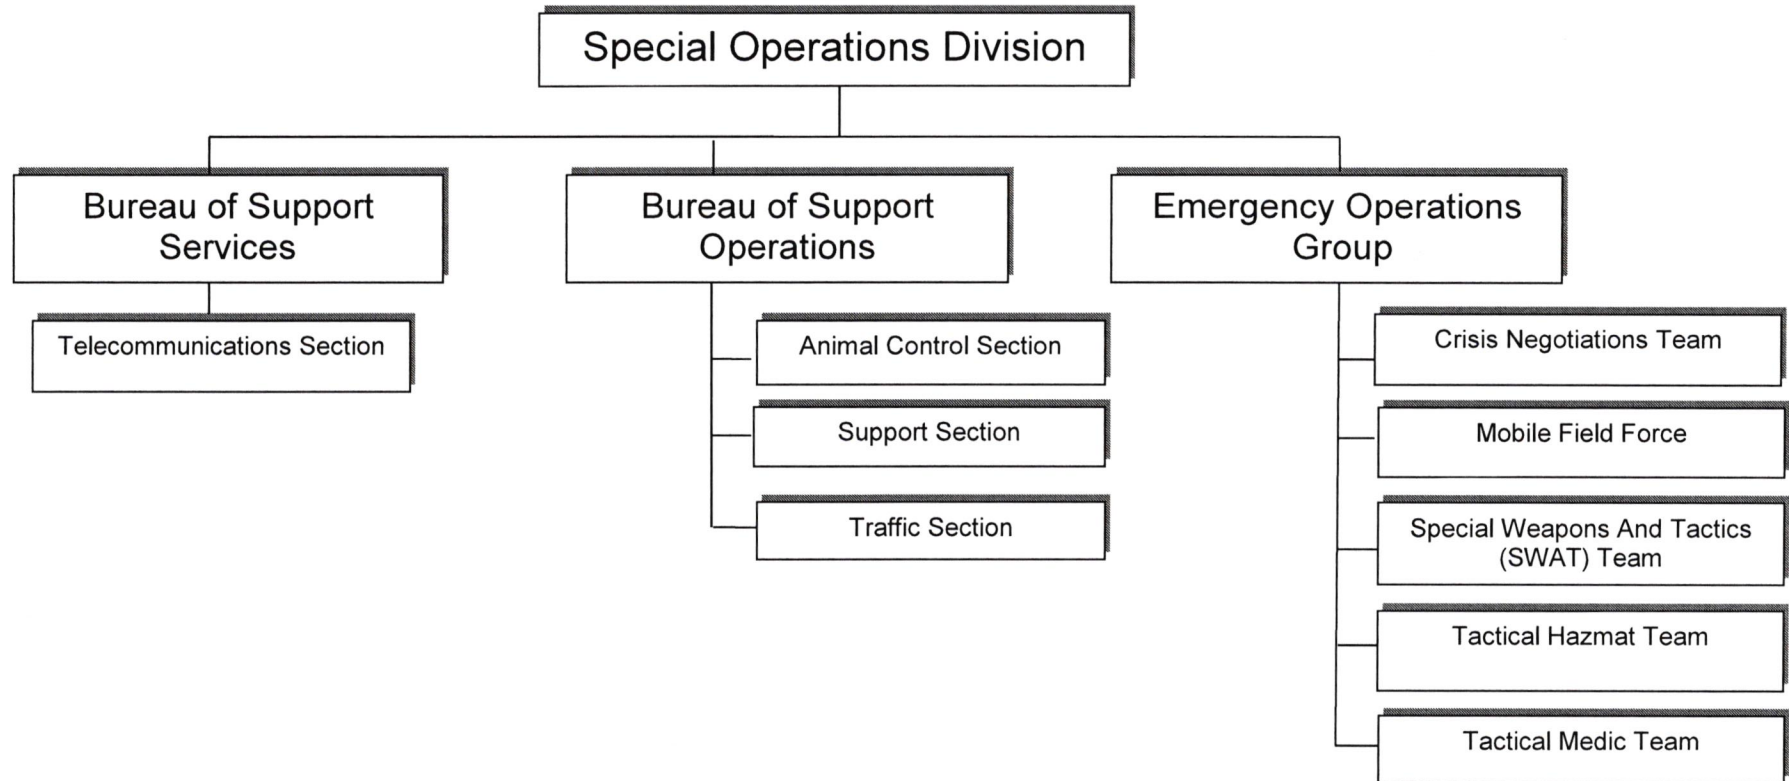 Special Operations Division
Bureau of Support
Services
Telecommunications Section
Bureau of Support
Operations
Animal Control Section
Support Section
Traffic Section
Emergency Operations
Group
Crisis Negotiations Team
Mobile Field Force
Special Weapons And Tactics
(SWAT) Team
Tactical Hazmat Team
Tactical Medic Team